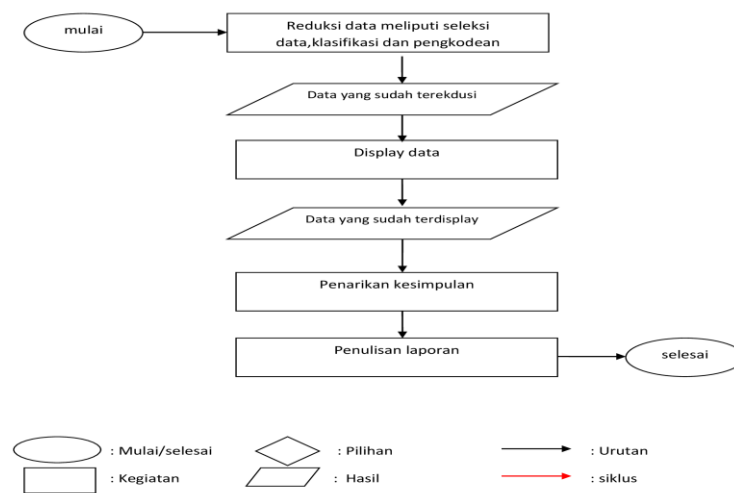 mulai
Reduksi data meliputi seleksi
data,klasifikasi dan pengkodean
Data yang sudah terekdusi
Display data
Data yang sudah terdisplay
Penarikan kesimpulan
Penulisan laporan
selesai
: Mulai/selesai
: Pilihan
: Urutan
: Kegiatan
: Hasil
: siklus